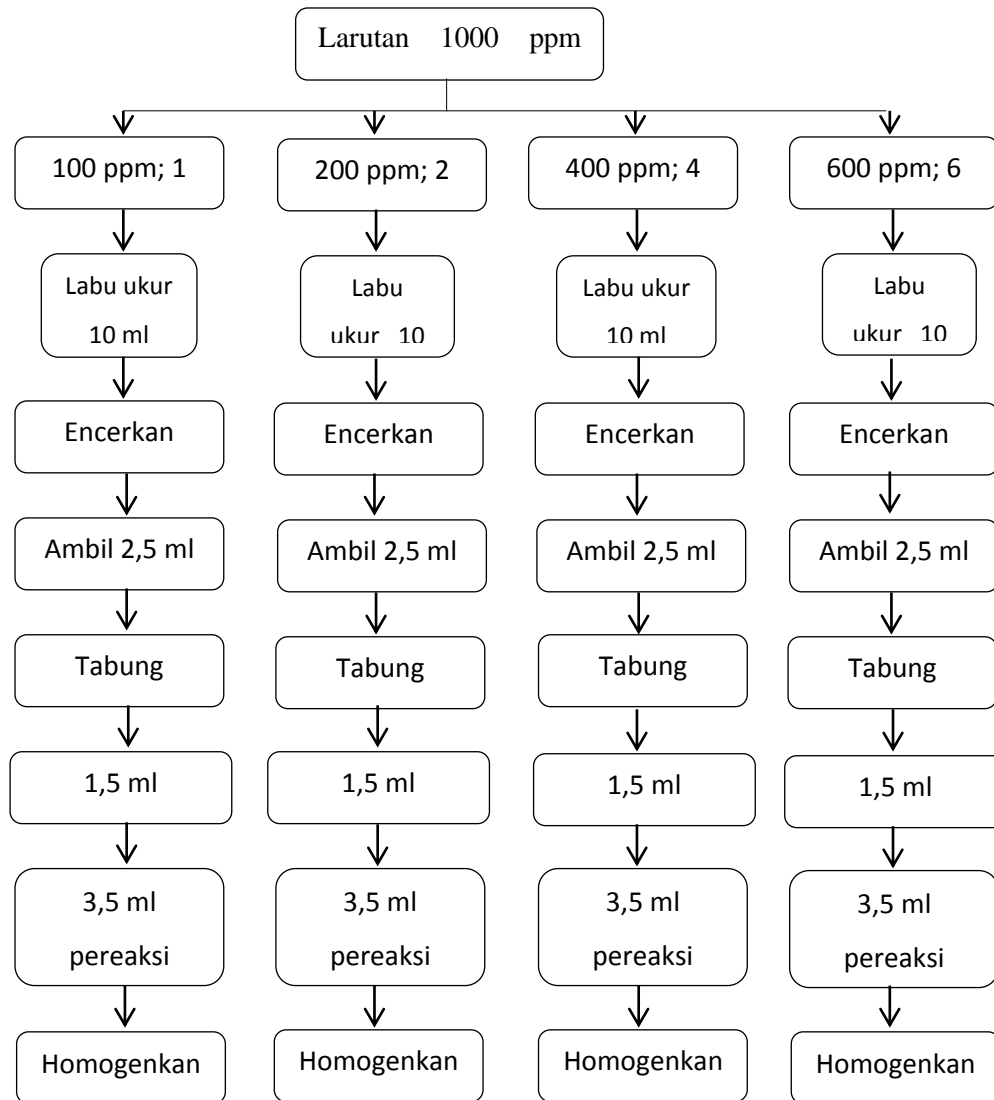 Larutan 1000 ppm
100 ppm; 1
200 ppm; 2
400 ppm; 4
600 ppm; 6
Labu ukur
10 ml
Labu
ukur 10
Labu ukur
10 ml
Labu
ukur 10
Encerkan
Encerkan
Encerkan
Encerkan
Ambil 2,5 ml
Ambil 2,5 ml
Ambil 2,5 ml
Ambil 2,5 ml
Tabung
Tabung
Tabung
Tabung
1,5 ml
1,5 ml
1,5 ml
1,5 ml
3,5 ml
pereaksi
3,5 ml
pereaksi
3,5 ml
pereaksi
3,5 ml
pereaksi
Homogenkan
Homogenkan
Homogenkan
Homogenkan